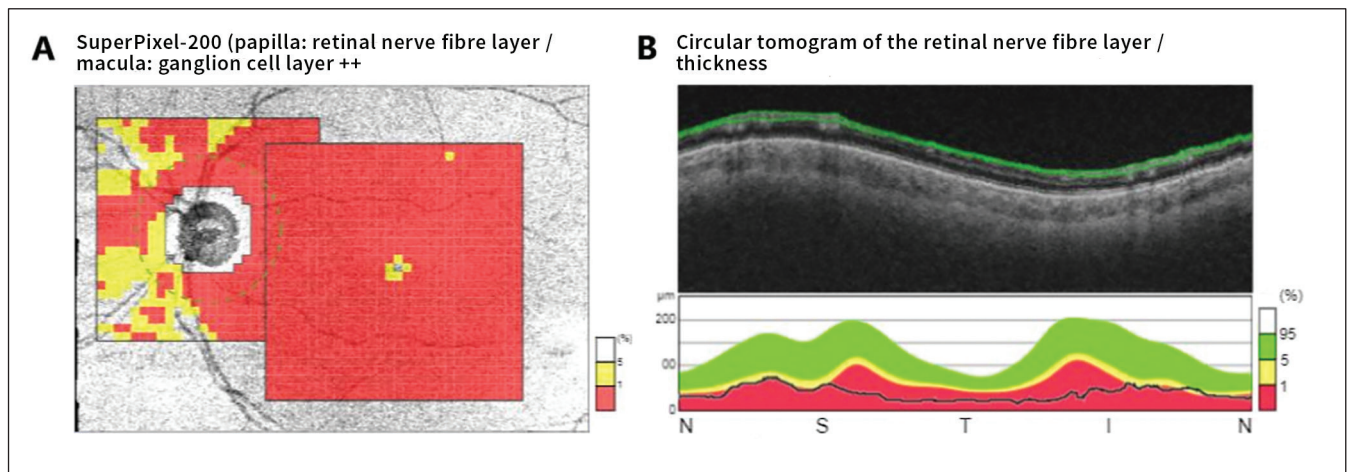 A
SuperPixel-200 (papilla: retinal nerve fibre layer /
macula: ganglion cell layer ++
(%)
5
1
B
Circular tomogram of the retinal nerve fibre layer /
thickness
µm
200
00
0
N
S
T
I
N
(%)
95
5
1